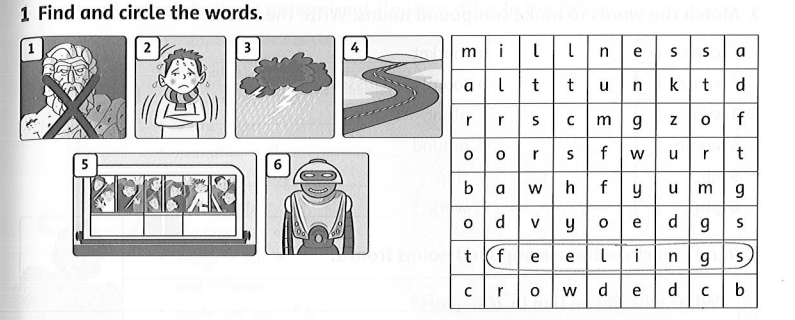 1 Find and circle the words.
1 2 3 4
m i l l n e s s a
a l t t u n k t d
r r s c m g z o f
o o r s f w u r t
5 6
b a w h f y u m g
o d v y o e d g s
t f e e l i n g s
c r o w d e d c b